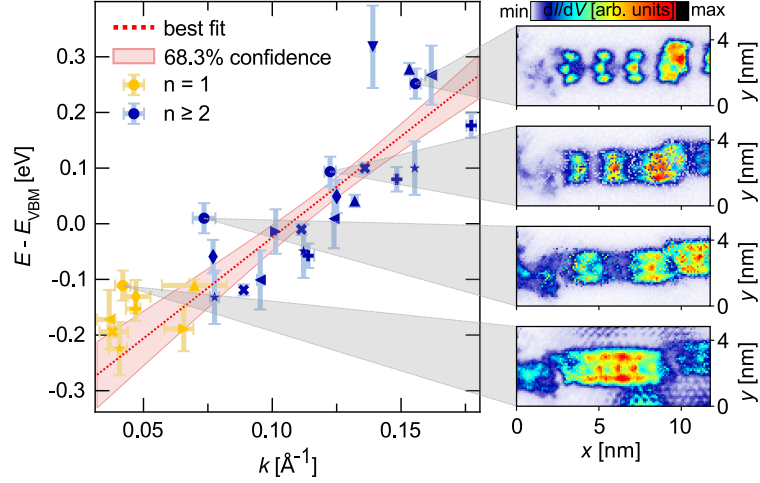 min dI/dV [arb. units] max
best fit
68.3% confidence
n = 1
n ≥ 2
0.3
0.2
0.1
0.0
-0.1
-0.2
-0.3
E - E_VBM [eV]
0.05
0.10
0.15
k [Å⁻¹]
4
0
y [nm]
4
0
y [nm]
4
0
y [nm]
4
0
y [nm]
0
5
10
x [nm]